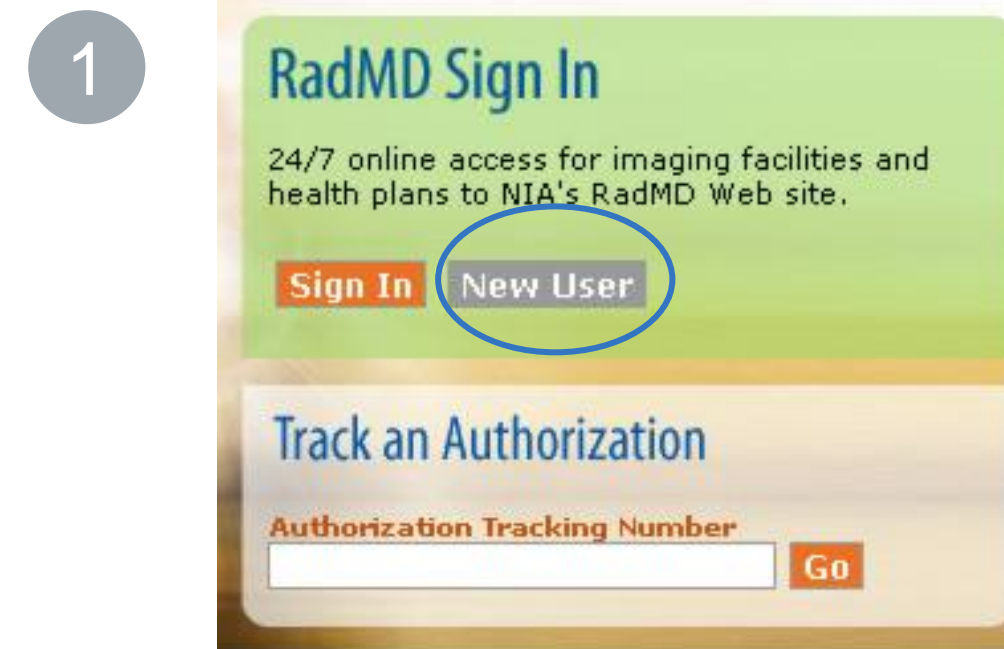 1
RadMD Sign In
24/7 online access for imaging facilities and
health plans to NIA's RadMD Web site.
Sign In New User
Track an Authorization
Authorization Tracking Number
Go